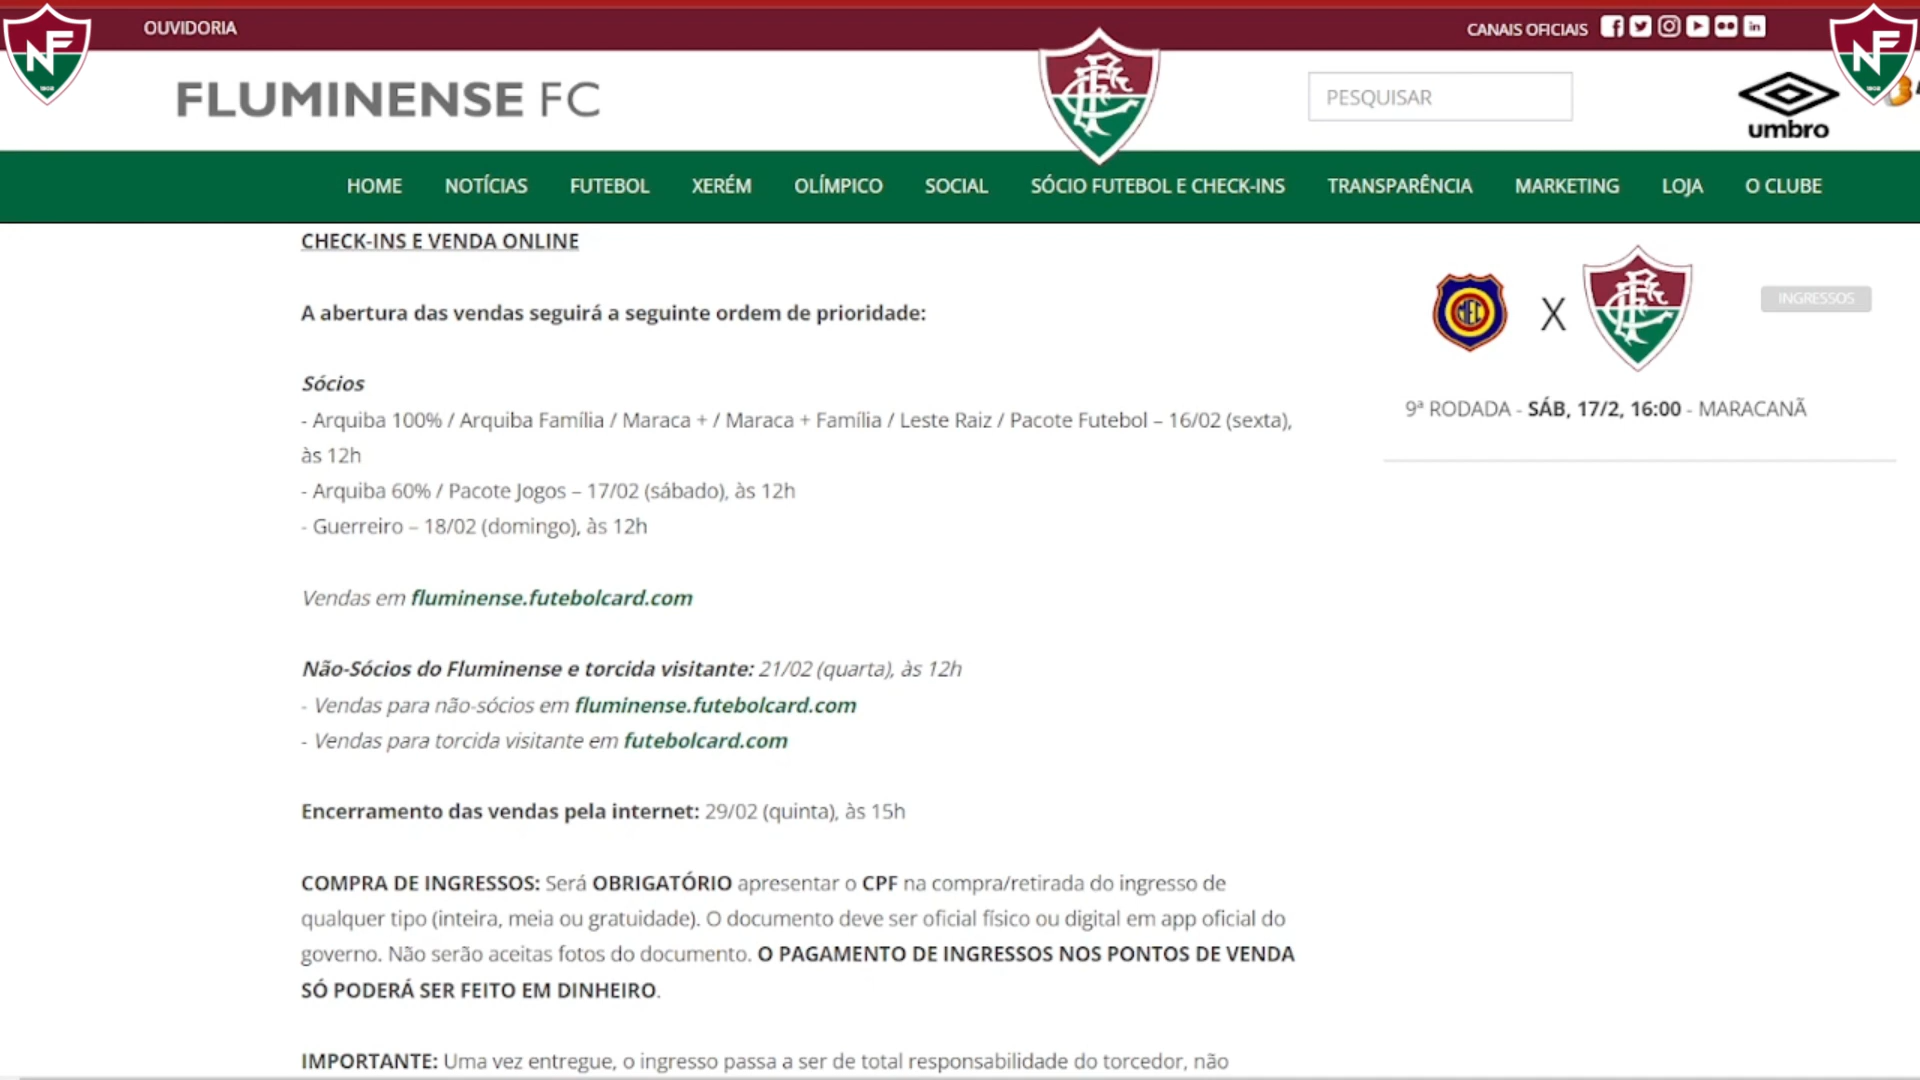 OUVIDORIA
CANAIS OFICIAIS
NF
1902
NF
1902
FLUMINENSE FC
PESQUISAR
umbro
HOME NOTÍCIAS FUTEBOL XERÉM OLÍMPICO SOCIAL SÓCIO FUTEBOL E CHECK-INS TRANSPARÊNCIA MARKETING LOJA O CLUBE
CHECK-INS E VENDA ONLINE
A abertura das vendas seguirá a seguinte ordem de prioridade:
Sócios
- Arquiba 100% / Arquiba Família / Maraca + / Maraca + Família / Leste Raiz / Pacote Futebol – 16/02 (sexta),
às 12h
- Arquiba 60% / Pacote Jogos – 17/02 (sábado), às 12h
- Guerreiro – 18/02 (domingo), às 12h
Vendas em fluminense.futebolcard.com
Não-Sócios do Fluminense e torcida visitante: 21/02 (quarta), às 12h
- Vendas para não-sócios em fluminense.futebolcard.com
- Vendas para torcida visitante em futebolcard.com
Encerramento das vendas pela internet: 29/02 (quinta), às 15h
COMPRA DE INGRESSOS: Será OBRIGATÓRIO apresentar o CPF na compra/retirada do ingresso de
qualquer tipo (inteira, meia ou gratuidade). O documento deve ser oficial físico ou digital em app oficial do
governo. Não serão aceitas fotos do documento. O PAGAMENTO DE INGRESSOS NOS PONTOS DE VENDA
SÓ PODERÁ SER FEITO EM DINHEIRO.
IMPORTANTE: Uma vez entregue, o ingresso passa a ser de total responsabilidade do torcedor, não
MEC
X
INGRESSOS
9ª RODADA - SÁB, 17/2, 16:00 - MARACANÃ